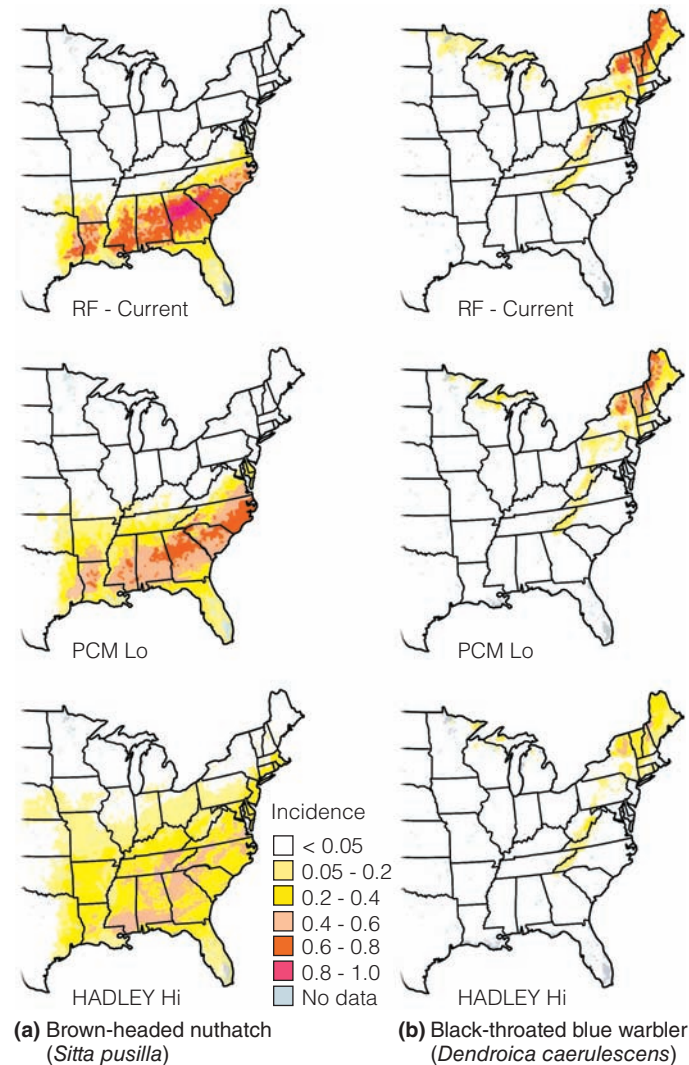 RF - Current
RF - Current
PCM Lo
PCM Lo
HADLEY Hi
Incidence
< 0.05
0.05 - 0.2
0.2 - 0.4
0.4 - 0.6
0.6 - 0.8
0.8 - 1.0
No data
HADLEY Hi
(a) Brown-headed nuthatch
(Sitta pusilla)
(b) Black-throated blue warbler
(Dendroica caerulescens)